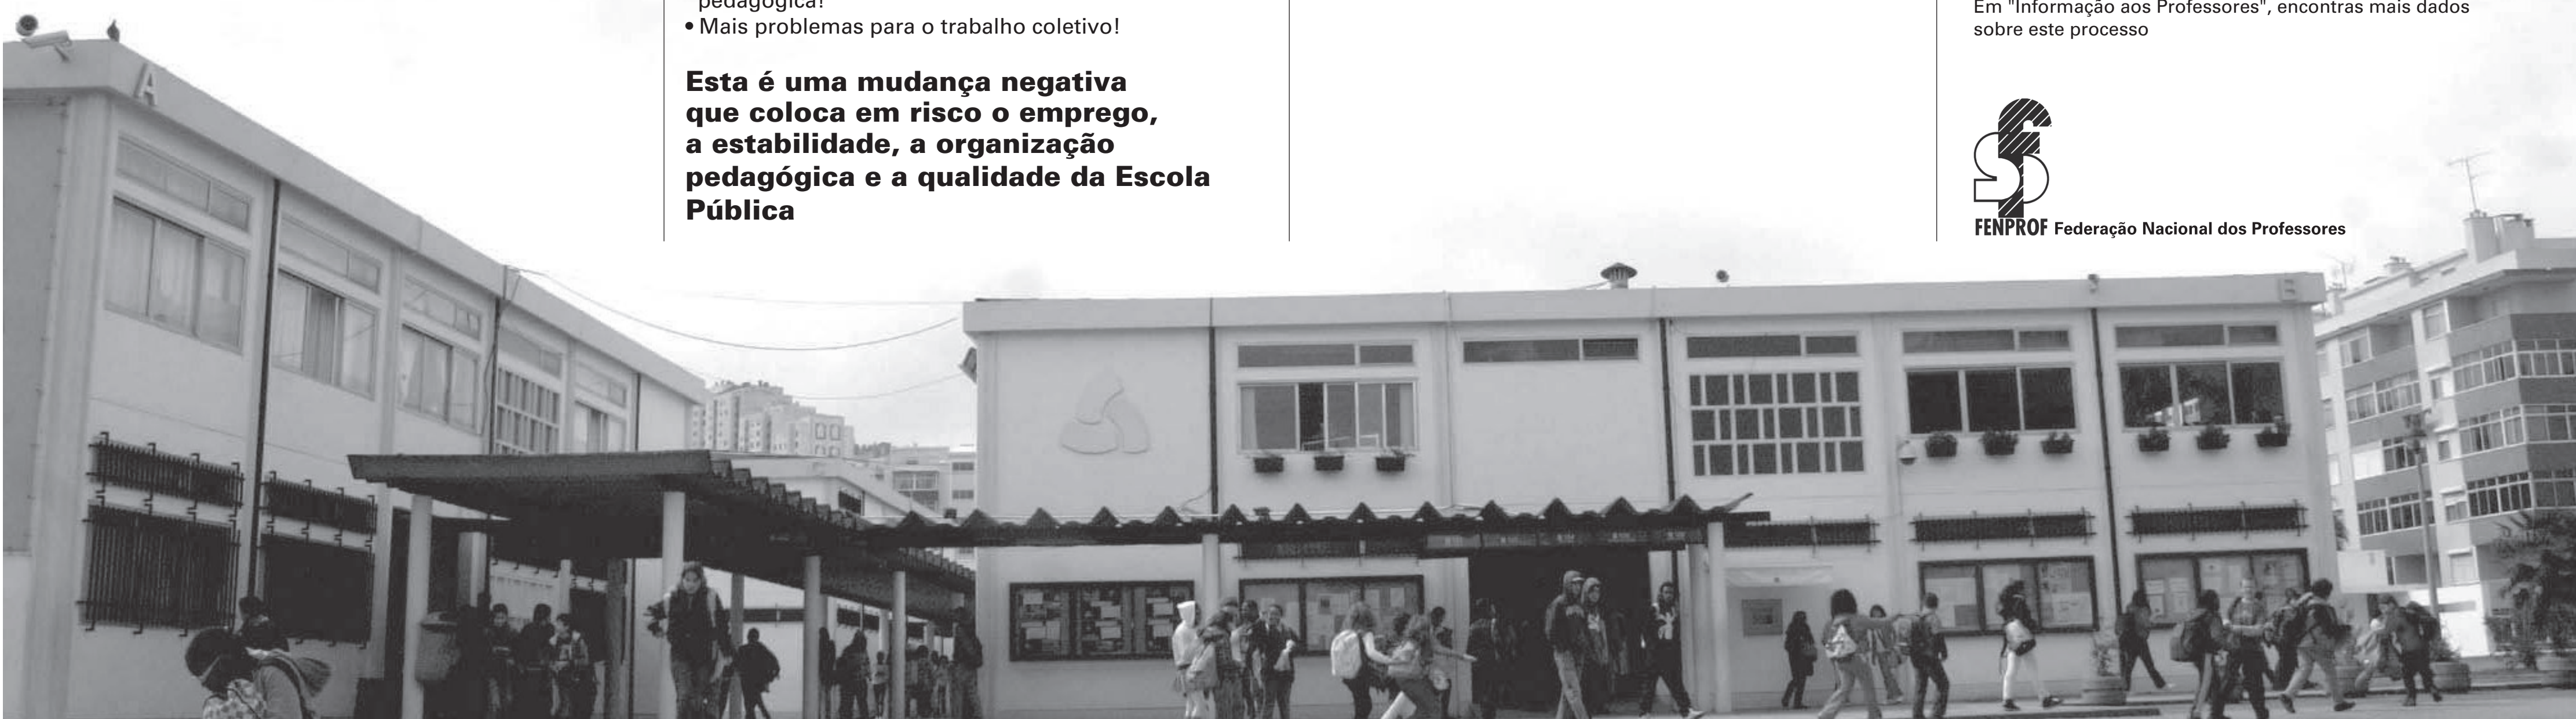 pedagógica!
• Mais problemas para o trabalho coletivo!
Esta é uma mudança negativa
que coloca em risco o emprego,
a estabilidade, a organização
pedagógica e a qualidade da Escola
Pública
Em "Informação aos Professores", encontras mais dados
sobre este processo
FENPROF Federação Nacional dos Professores
A
B